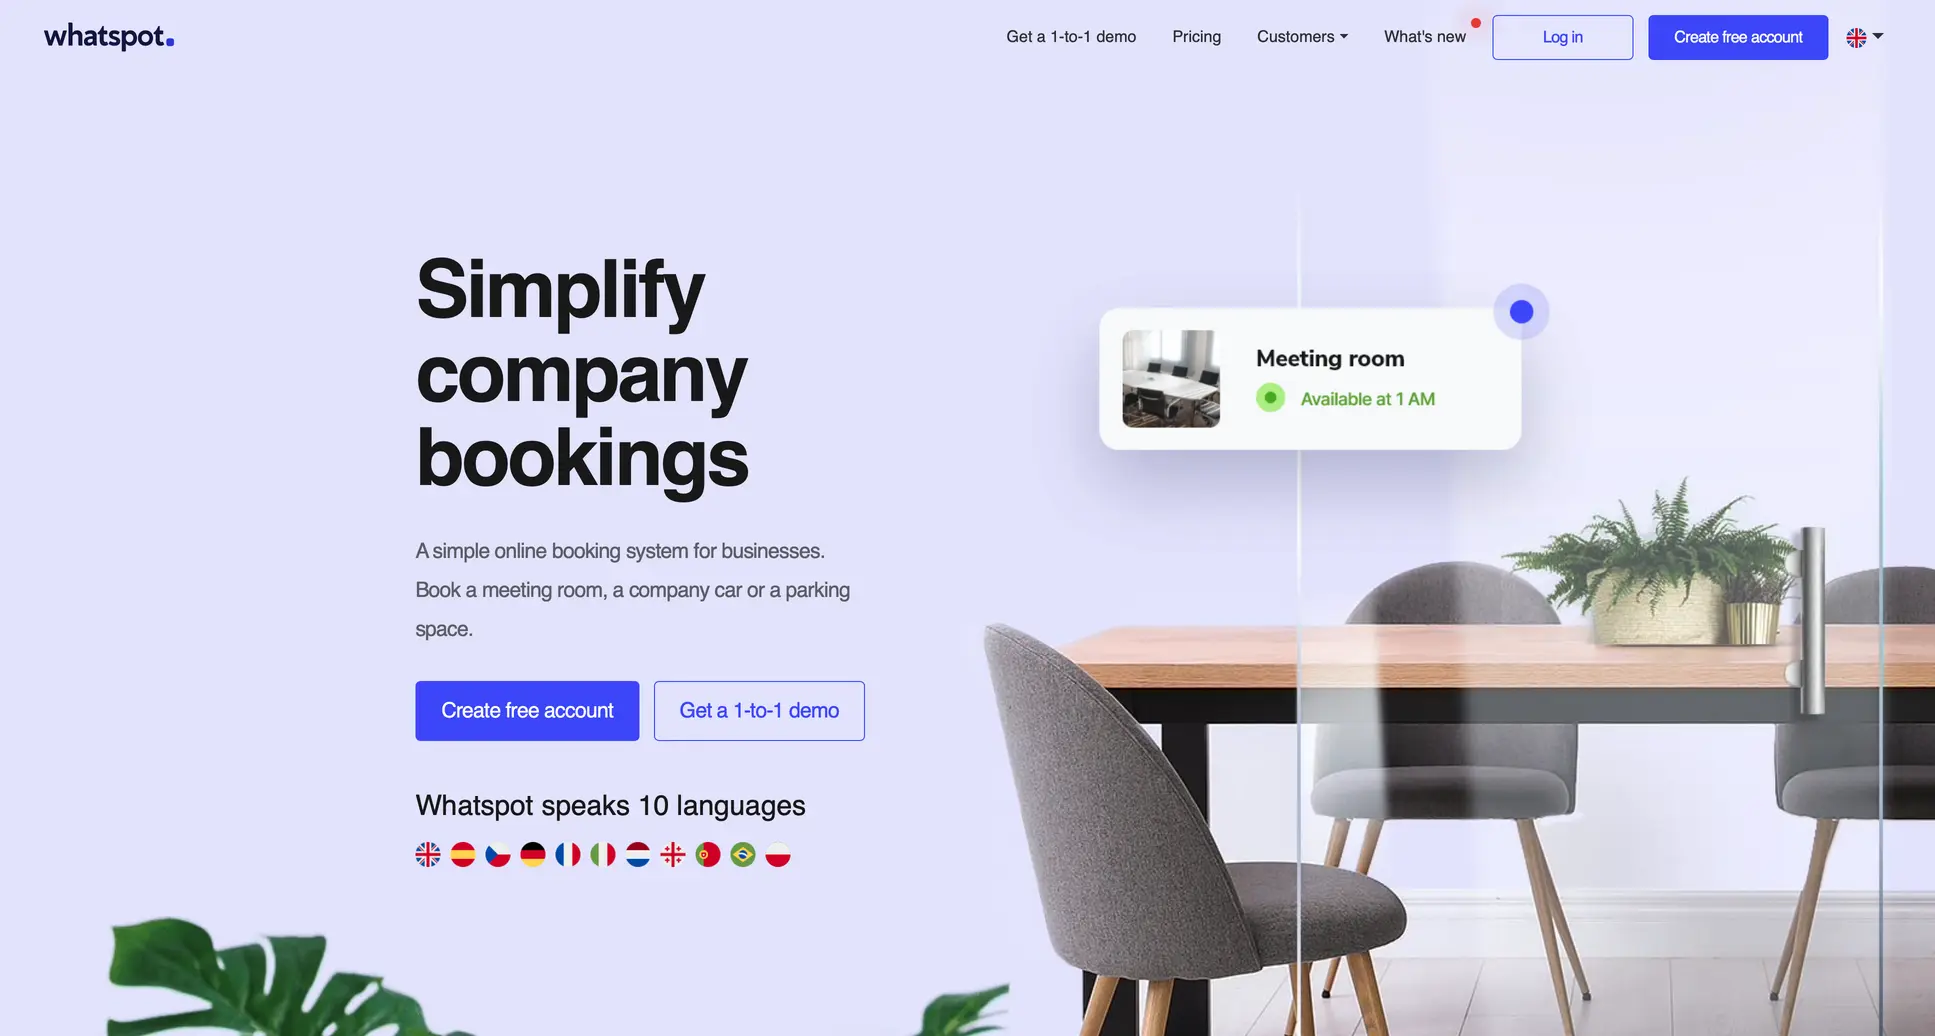 whatspot.
Get a 1-to-1 demo
Pricing
Customers
What's new
Log in
Create free account
Simplify
company
bookings
A simple online booking system for businesses.
Book a meeting room, a company car or a parking
space.
Create free account
Get a 1-to-1 demo
Whatspot speaks 10 languages
Meeting room
Available at 1 AM